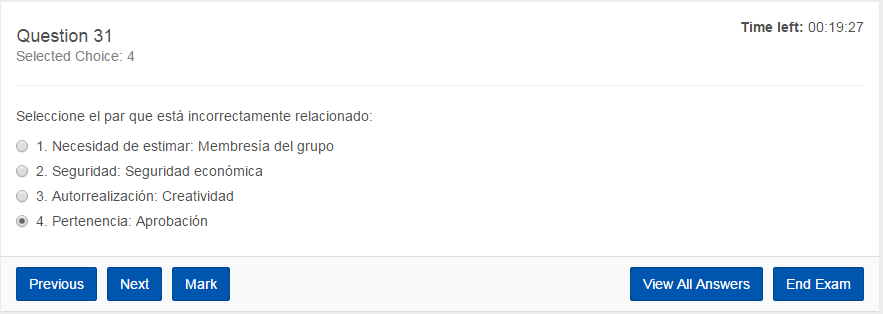 Question 31
Time left: 00:19:27
Selected Choice: 4
Seleccione el par que está incorrectamente relacionado:
1. Necesidad de estimar: Membresía del grupo
2. Seguridad: Seguridad económica
3. Autorrealización: Creatividad
4. Pertenencia: Aprobación
Previous Next Mark View All Answers End Exam